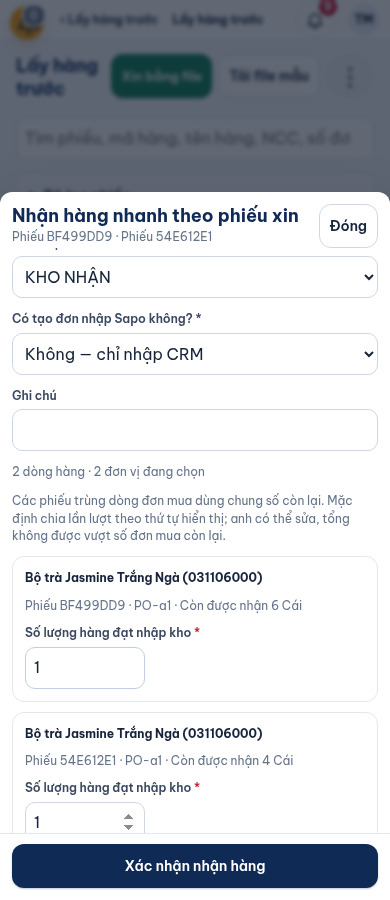 ‹ Lấy hàng trước
Lấy hàng trước
TM
Lấy hàng trước
Xin bằng file
Tải file mẫu
Tìm phiếu, mã hàng, tên hàng, NCC, số đơ
Nhận hàng nhanh theo phiếu xin
Phiếu BF499DD9 · Phiếu 54E612E1
Đóng
KHO NHẬN
Có tạo đơn nhập Sapo không? *
Không — chỉ nhập CRM
Ghi chú
2 dòng hàng · 2 đơn vị đang chọn
Các phiếu trùng dòng đơn mua dùng chung số còn lại. Mặc
định chia lần lượt theo thứ tự hiển thị; anh có thể sửa, tổng
không được vượt số đơn mua còn lại.
Bộ trà Jasmine Trắng Ngà (031106000)
Phiếu BF499DD9 · PO-a1 · Còn được nhận 6 Cái
Số lượng hàng đạt nhập kho *
1
Bộ trà Jasmine Trắng Ngà (031106000)
Phiếu 54E612E1 · PO-a1 · Còn được nhận 4 Cái
Số lượng hàng đạt nhập kho *
1
Xác nhận nhận hàng